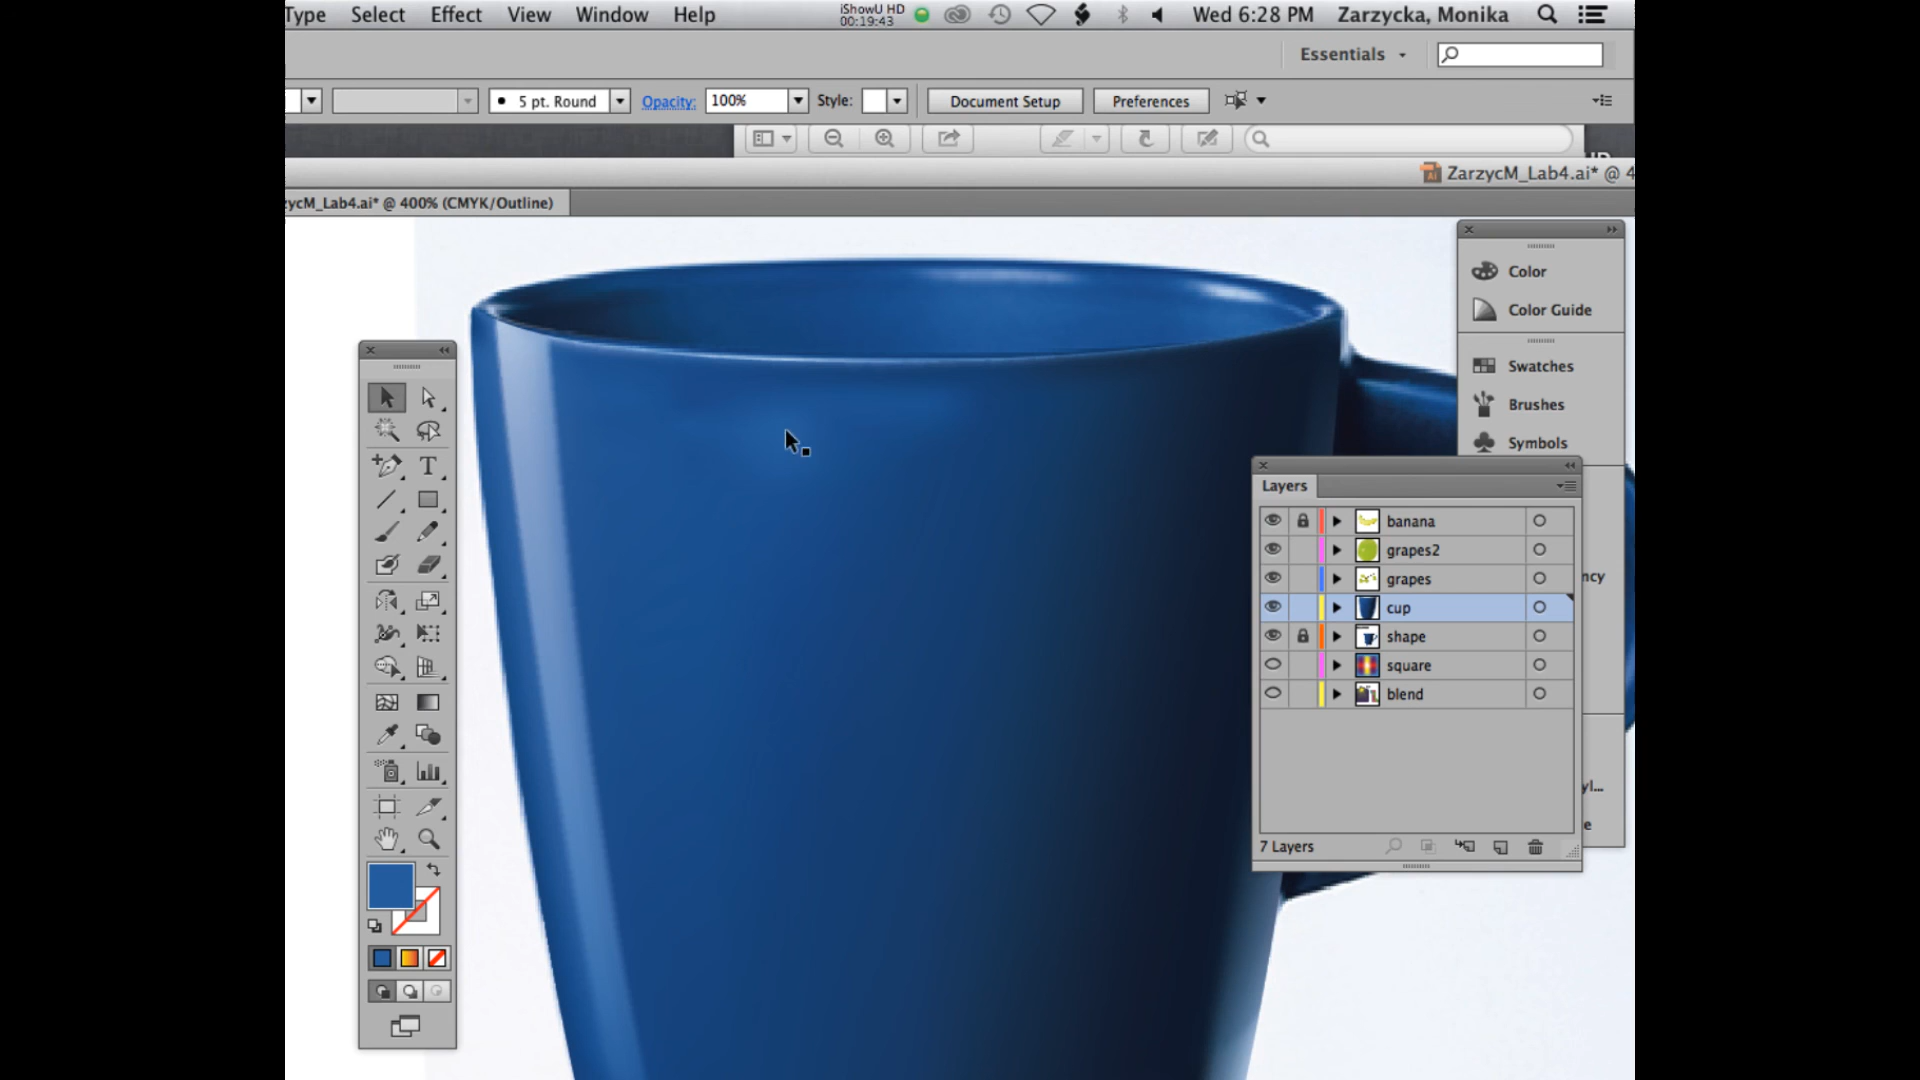 Type Select Effect View Window Help iShowU HD 00:19:43 Wed 6:28 PM Zarzycka, Monika
Essentials
5 pt. Round Opacity: 100% Style: Document Setup Preferences
ZarzycM_Lab4.ai* @ 4
zycM_Lab4.ai* @ 400% (CMYK/Outline)
Color
Color Guide
Swatches
Brushes
Symbols
Layers
banana
grapes2
grapes
ncy
cup
shape
square
blend
yl...
e
7 Layers